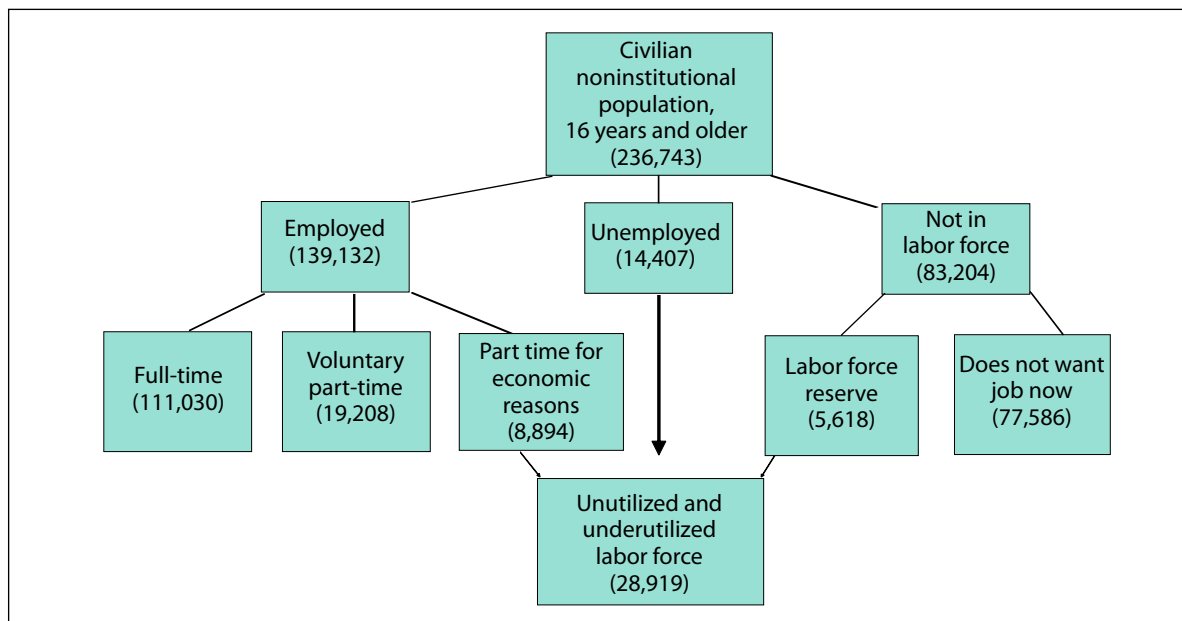 Civilian
noninstitutional
population,
16 years and older
(236,743)
Employed
(139,132)
Unemployed
(14,407)
Not in
labor force
(83,204)
Full-time
(111,030)
Voluntary
part-time
(19,208)
Part time for
economic
reasons
(8,894)
Labor force
reserve
(5,618)
Does not want
job now
(77,586)
Unutilized and
underutilized
labor force
(28,919)